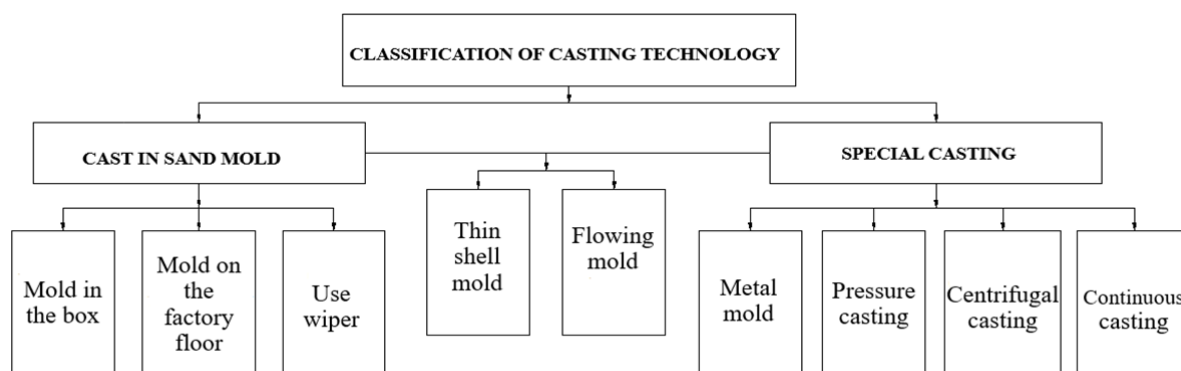 CLASSIFICATION OF CASTING TECHNOLOGY
CAST IN SAND MOLD
SPECIAL CASTING
Mold in
the box
Mold on
the
factory
floor
Use
wiper
Thin
shell
mold
Flowing
mold
Metal
mold
Pressure
casting
Centrifugal
casting
Continuous
casting